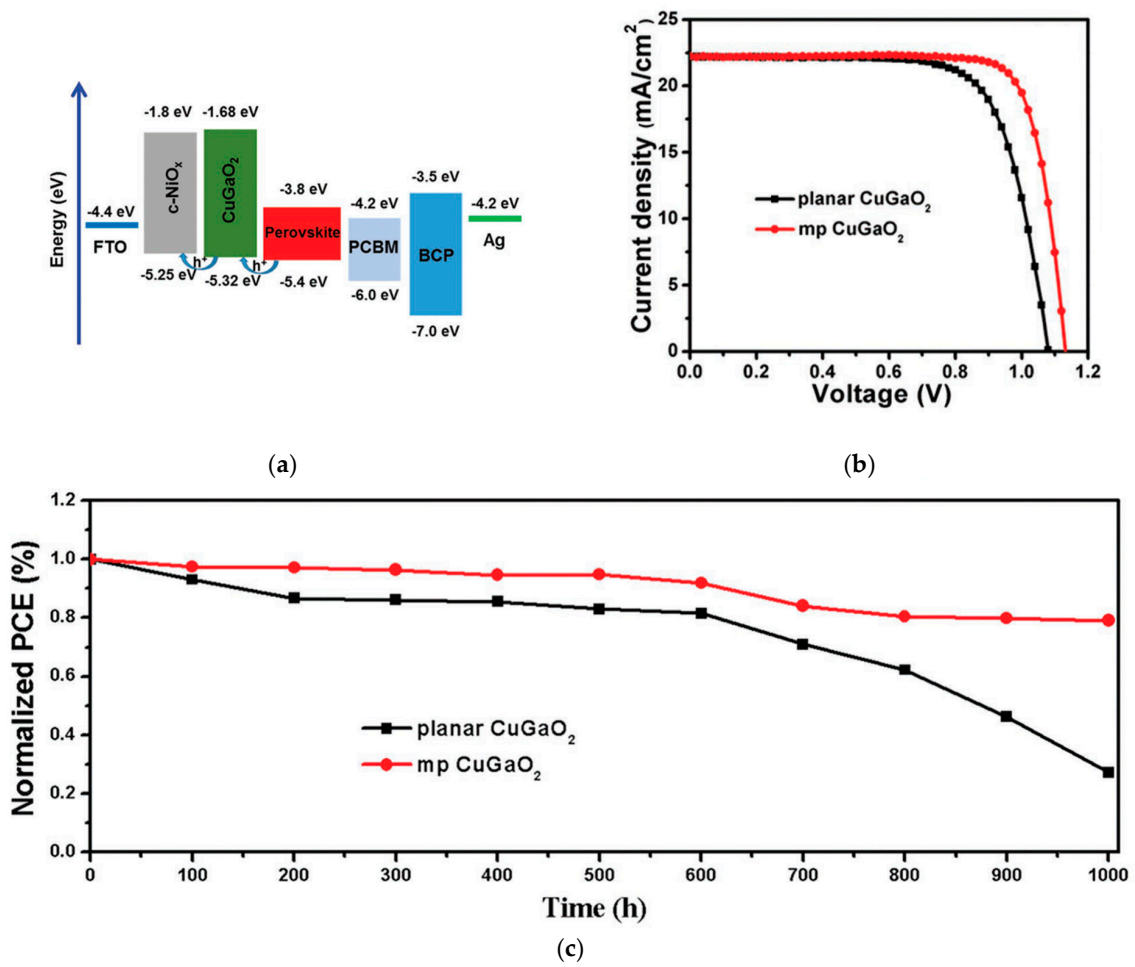 -1.8 eV
-1.68 eV
-3.5 eV
-3.8 eV
-4.2 eV
-4.2 eV
-4.4 eV
Energy (eV)
c-NiOₓ
CuGaO₂
Perovskite
PCBM
BCP
FTO
Ag
h⁺
h⁺
-5.25 eV
-5.32 eV
-5.4 eV
-6.0 eV
-7.0 eV
(a)
Current density (mA/cm²)
25
20
15
10
5
0
planar CuGaO₂
mp CuGaO₂
0.0 0.2 0.4 0.6 0.8 1.0 1.2
Voltage (V)
(b)
Normalized PCE (%)
1.2
1.0
0.8
0.6
0.4
0.2
0.0
planar CuGaO₂
mp CuGaO₂
0 100 200 300 400 500 600 700 800 900 1000
Time (h)
(c)